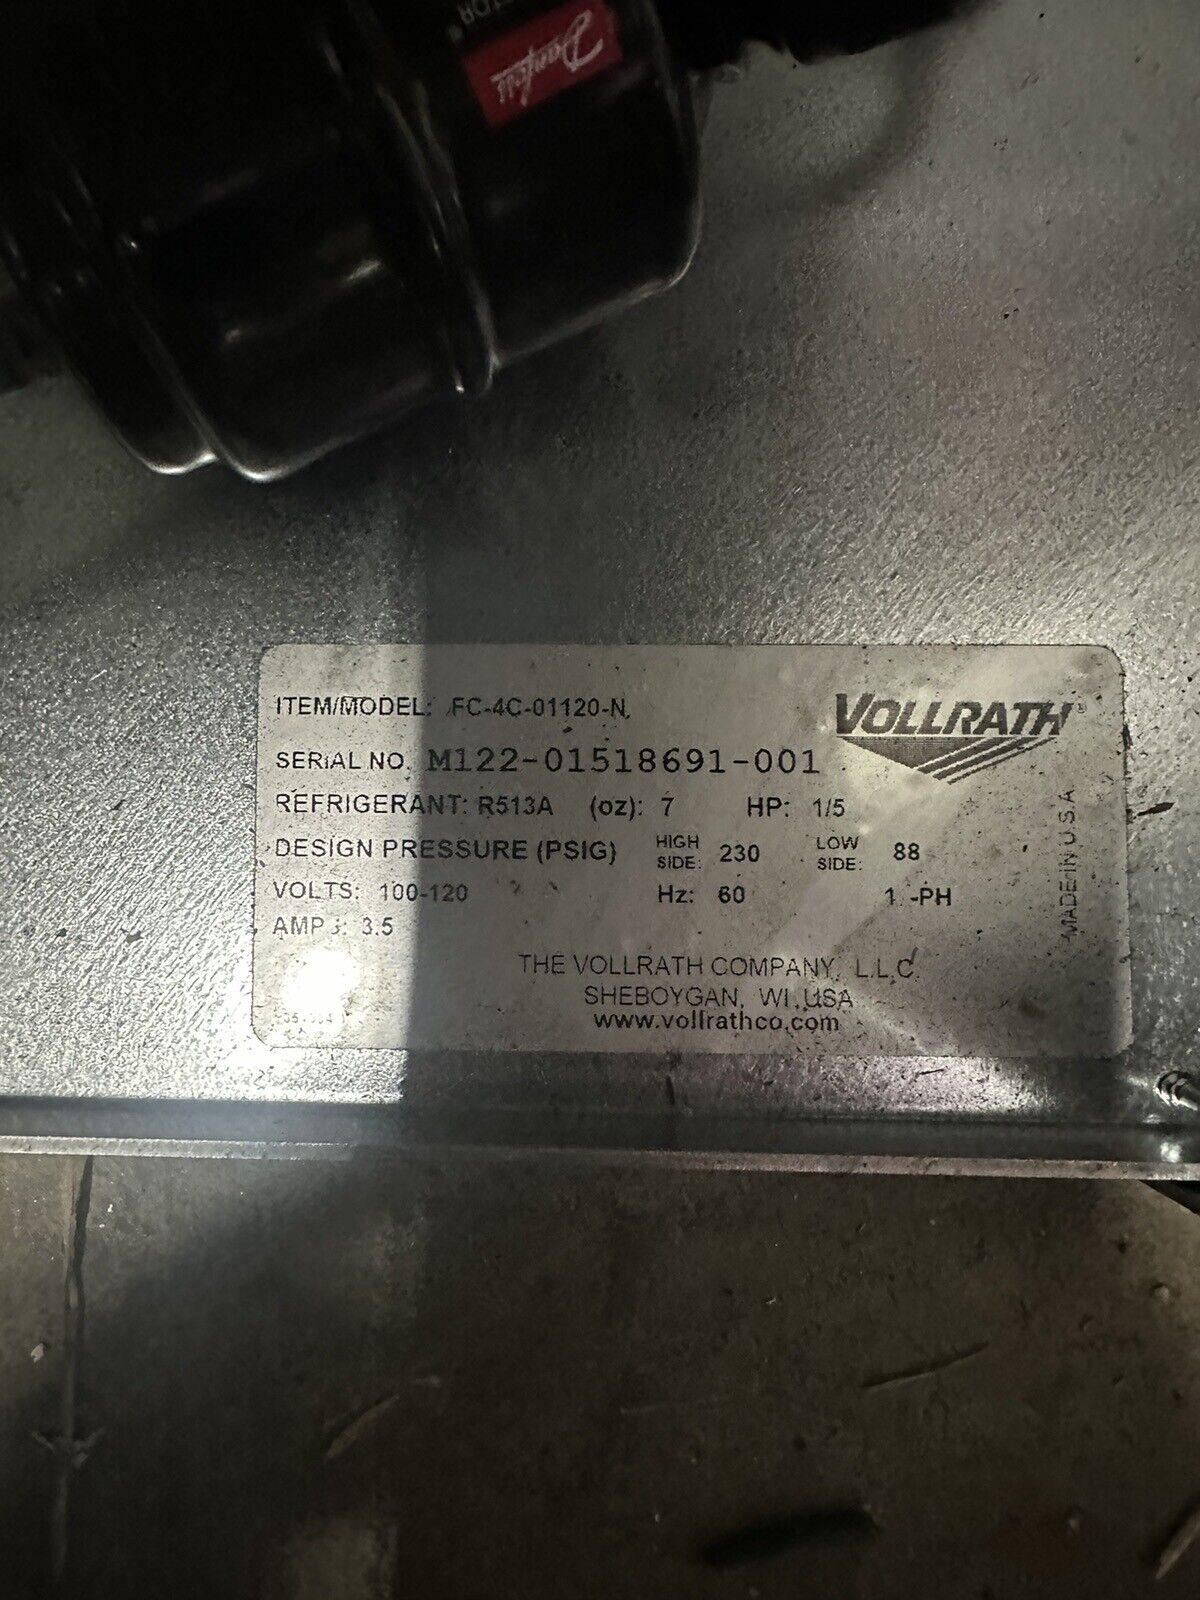 Danfoss
ITEM/MODEL: FC-4C-01120-N
VOLLRATH®
SERIAL NO. M122-01518691-001
REFRIGERANT: R513A (oz): 7 HP: 1/5
DESIGN PRESSURE (PSIG) HIGH SIDE: 230 LOW SIDE: 88
VOLTS: 100-120 Hz: 60 1 -PH
AMPS: 3.5
MADE IN U.S.A.
THE VOLLRATH COMPANY, L.L.C.
SHEBOYGAN, WI USA
www.vollrathco.com